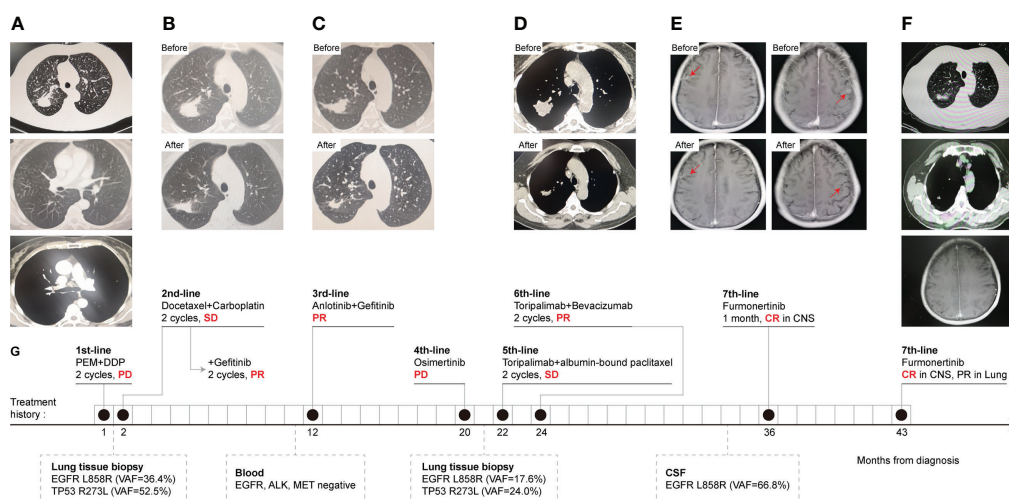 A
B
C
D
E
F
Before
Before
Before
Before
Before
After
After
After
After
After
2nd-line
Docetaxel+Carboplatin
2 cycles, SD
3rd-line
Anlotinib+Gefitinib
PR
6th-line
Toripalimab+Bevacizumab
2 cycles, PR
7th-line
Furmonertinib
1 month, CR in CNS
G
1st-line
PEM+DDP
2 cycles, PD
+Gefitinib
2 cycles, PR
4th-line
Osimertinib
PD
5th-line
Toripalimab+albumin-bound paclitaxel
2 cycles, SD
7th-line
Furmonertinib
CR in CNS, PR in Lung
Treatment
history :
1
2
12
20
22
24
36
43
Months from diagnosis
Lung tissue biopsy
EGFR L858R (VAF=36.4%)
TP53 R273L (VAF=52.5%)
Blood
EGFR, ALK, MET negative
Lung tissue biopsy
EGFR L858R (VAF=17.6%)
TP53 R273L (VAF=24.0%)
CSF
EGFR L858R (VAF=66.8%)